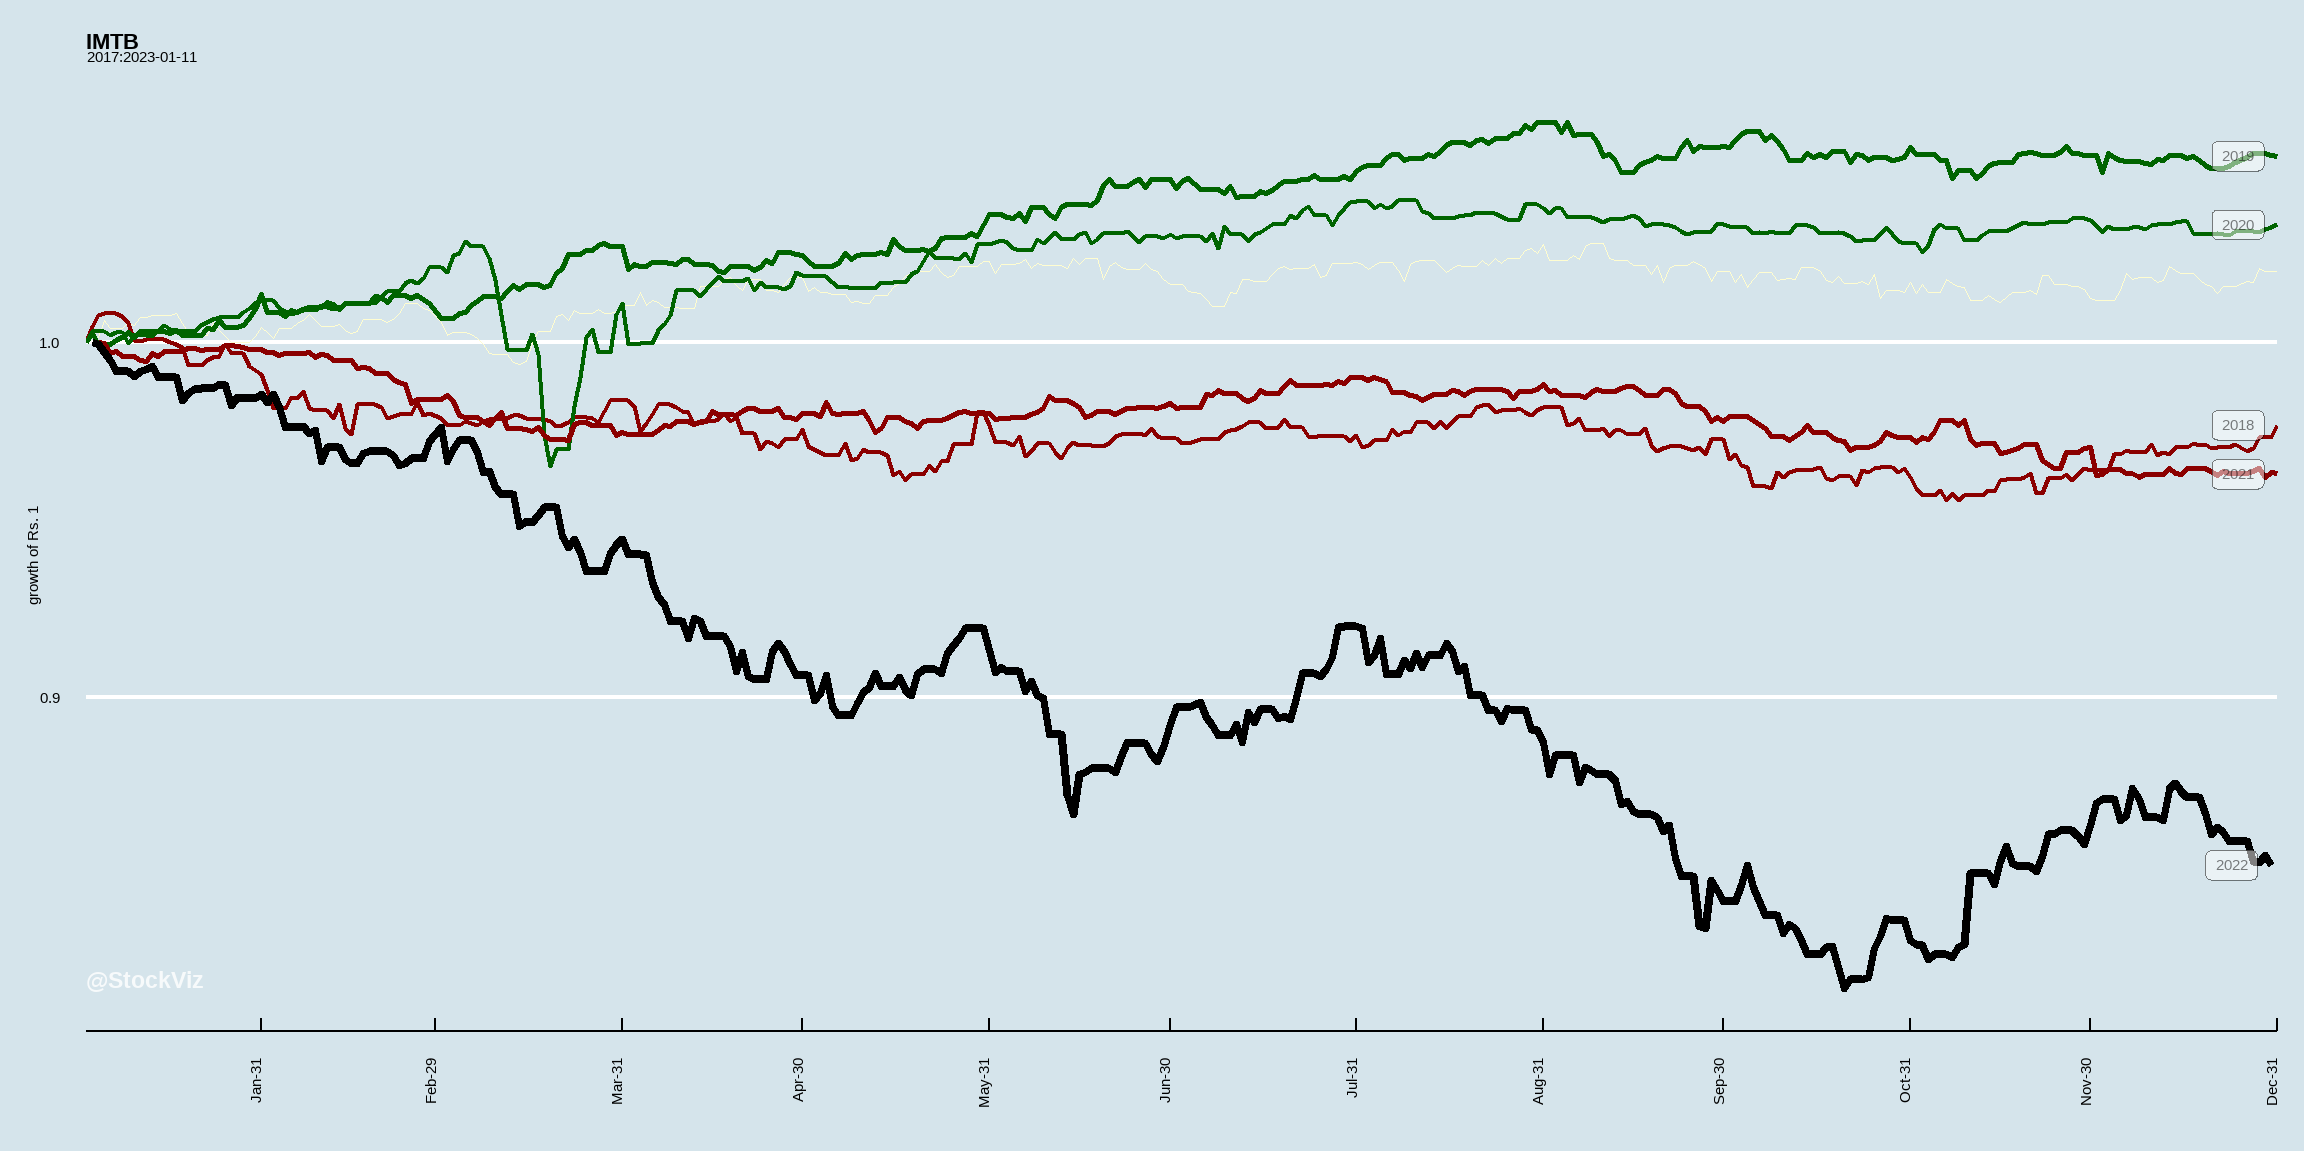 IMTB
2017:2023-01-11
2019
2020
1.0
2018
2021
growth of Rs. 1
0.9
2022
@StockViz
Jan-31
Feb-29
Mar-31
Apr-30
May-31
Jun-30
Jul-31
Aug-31
Sep-30
Oct-31
Nov-30
Dec-31